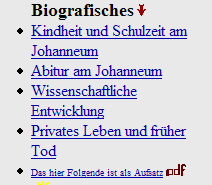 Biografisches
Kindheit und Schulzeit am
Johanneum
Abitur am Johanneum
Wissenschaftliche
Entwicklung
Privates Leben und früher
Tod
Das hier Folgende ist als Aufsatz pdf